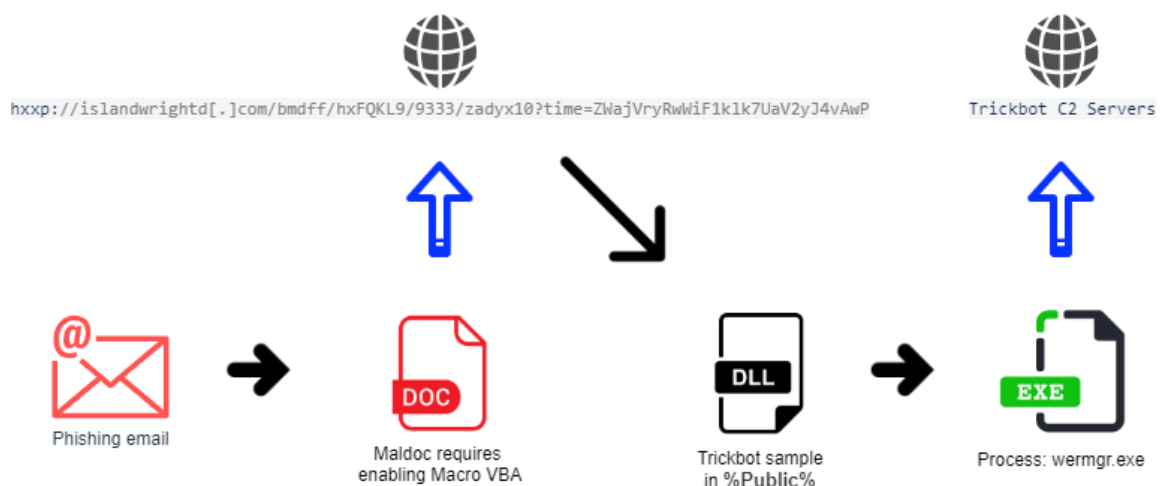 hxxp://islandwrightd[.]com/bmdff/hxFQKL9/9333/zadyx10?time=ZWajVryRwWiF1klk7UaV2yJ4vAwP
Trickbot C2 Servers
@
DOC
DLL
EXE
Phishing email
Maldoc requires
enabling Macro VBA
Trickbot sample
in %Public%
Process: wermgr.exe